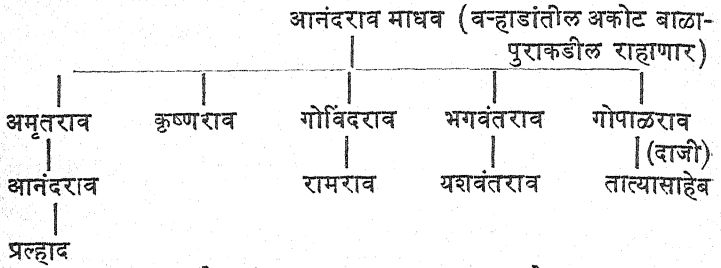 आनंदराव माधव (वऱ्हाडांतील अकोट बाळा-
पुराकडील राहाणार)
अमृतराव कृष्णराव गोविंदराव भगवंतराव गोपाळराव
(दाजी)
आनंदराव रामराव यशवंतराव तात्यासाहेब
प्रल्हाद